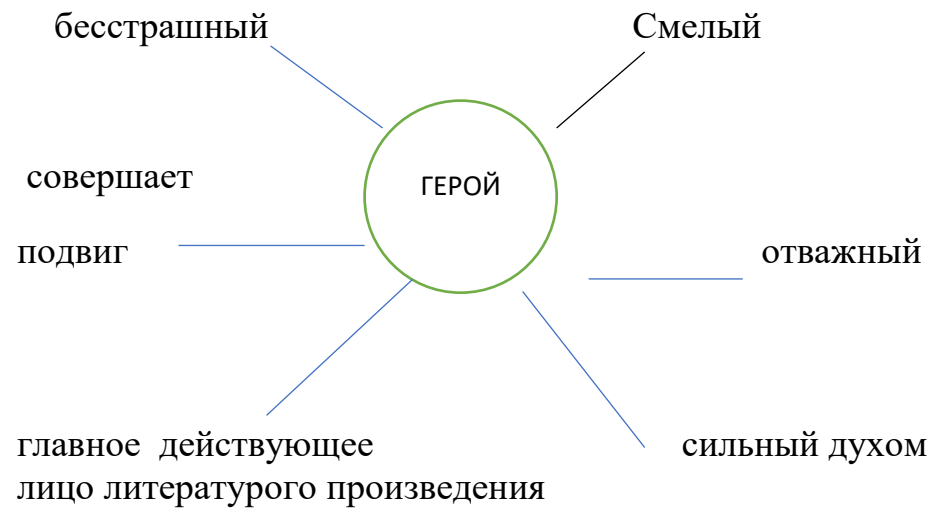 бесстрашный
Смелый
ГЕРОЙ
совершает
подвиг
отважный
главное действующее
лицо литературого произведения
сильный духом